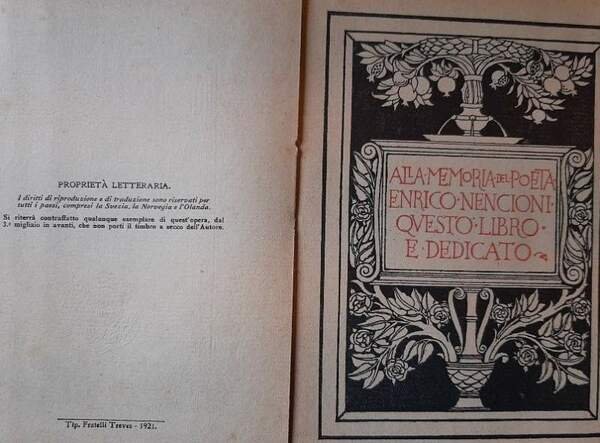 PROPRIETÀ LETTERARIA.
I diritti di riproduzione e di traduzione sono riservati per
tutti i paesi, compresi la Svezia, la Norvegia e l'Olanda.
Si riterrà contraffatto qualunque esemplare di quest'opera, dal
3.º migliaio in avanti, che non porti il timbro a secco dell'Autore.
Tip. Fratelli Treves - 1921.
ALLA · MEMORIA · DEL · POETA
ENRICO · NENCIONI ·
QVESTO · LIBRO ·
È · DEDICATO